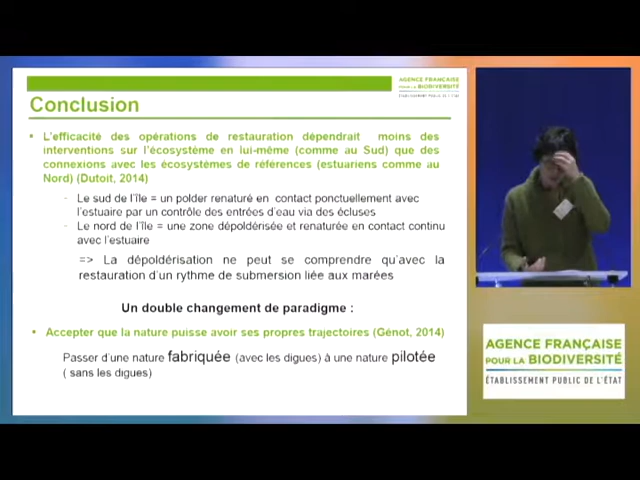 AGENCE FRANÇAISE
POUR LA BIODIVERSITÉ
Conclusion
L'efficacité des opérations de restauration dépendrait moins des
interventions sur l'écosystème en lui-même (comme au Sud) que des
connexions avec les écosystèmes de références (estuariens comme au
Nord) (Dutoit, 2014)
- Le sud de l'île = un polder renaturé en contact ponctuellement avec
l'estuaire par un contrôle des entrées d'eau via des écluses
- Le nord de l'île = une zone dépoldérisée et renaturée en contact continu
avec l'estuaire
=> La dépoldérisation ne peut se comprendre qu'avec la
restauration d'un rythme de submersion liée aux marées
Un double changement de paradigme :
• Accepter que la nature puisse avoir ses propres trajectoires (Génot, 2014)
Passer d'une nature fabriquée (avec les digues) à une nature pilotée
( sans les digues)
AGENCE FRANÇAISE
POUR LA BIODIVERSITÉ
ÉTABLISSEMENT PUBLIC DE L'ÉTAT